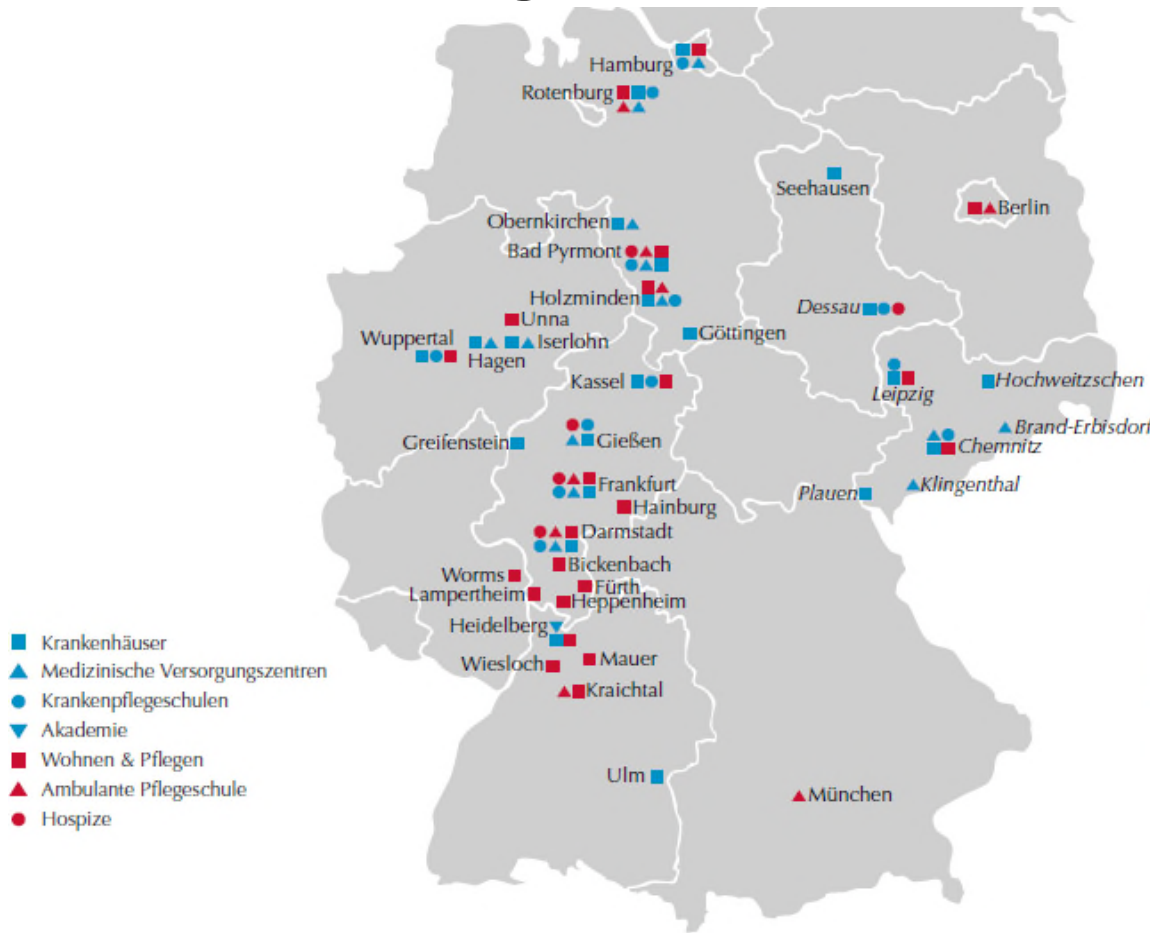 Hamburg
Rotenburg
Seehausen
Berlin
Obernkirchen
Bad Pyrmont
Holzminden
Dessau
Unna
Göttingen
Wuppertal
Iserlohn
Hagen
Kassel
Hochweitzschen
Leipzig
Brand-Erbisdorf
Greifenstein
Gießen
Chemnitz
Frankfurt
Klingenthal
Plauen
Hainburg
Darmstadt
Bickenbach
Worms
Fürth
Lampertheim
Heppenheim
Heidelberg
Mauer
Wiesloch
Kraichtal
Ulm
München
Krankenhäuser
Medizinische Versorgungszentren
Krankenpflegeschulen
Akademie
Wohnen & Pflegen
Ambulante Pflegeschule
Hospize